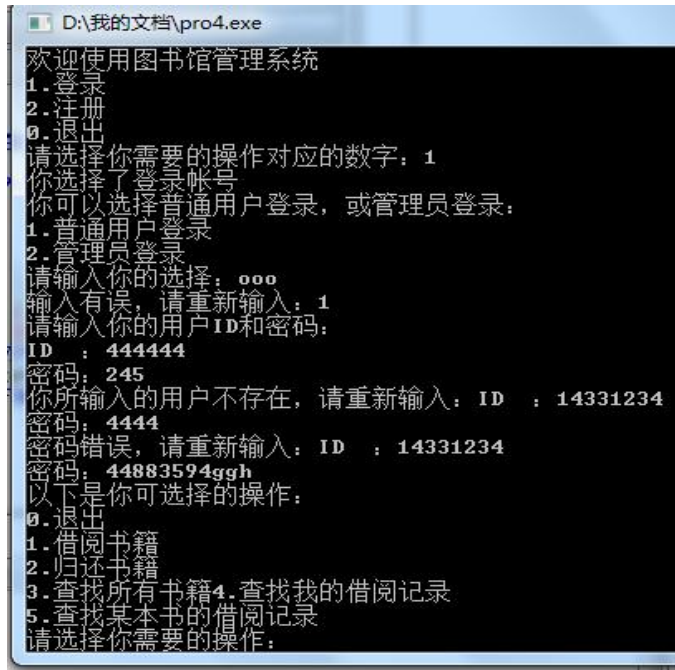 D:\我的文档\pro4.exe
欢迎使用图书馆管理系统
1.登录
2.注册
0.退出
请选择你需要的操作对应的数字：1
你选择了登录帐号
你可以选择普通用户登录，或管理员登录：
1.普通用户登录
2.管理员登录
请输入你的选择：ooo
输入有误，请重新输入：1
请输入你的用户ID和密码：
ID  ：444444
密码：245
你所输入的用户不存在，请重新输入：ID  ：14331234
密码：4444
密码错误，请重新输入：ID  ：14331234
密码：44883594ggh
以下是你可选择的操作：
0.退出
1.借阅书籍
2.归还书籍
3.查找所有书籍4.查找我的借阅记录
5.查找某本书的借阅记录
请选择你需要的操作：